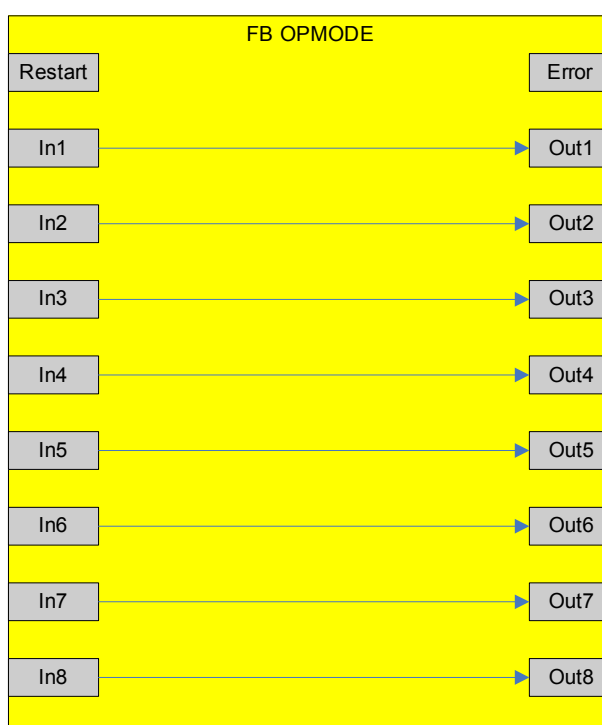 FB OPMODE
Restart Error
In1 Out1
In2 Out2
In3 Out3
In4 Out4
In5 Out5
In6 Out6
In7 Out7
In8 Out8